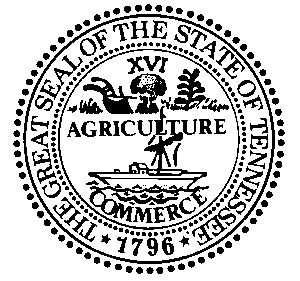 THE GREAT SEAL OF THE STATE OF TENNESSEE
XVI
AGRICULTURE
COMMERCE
1796